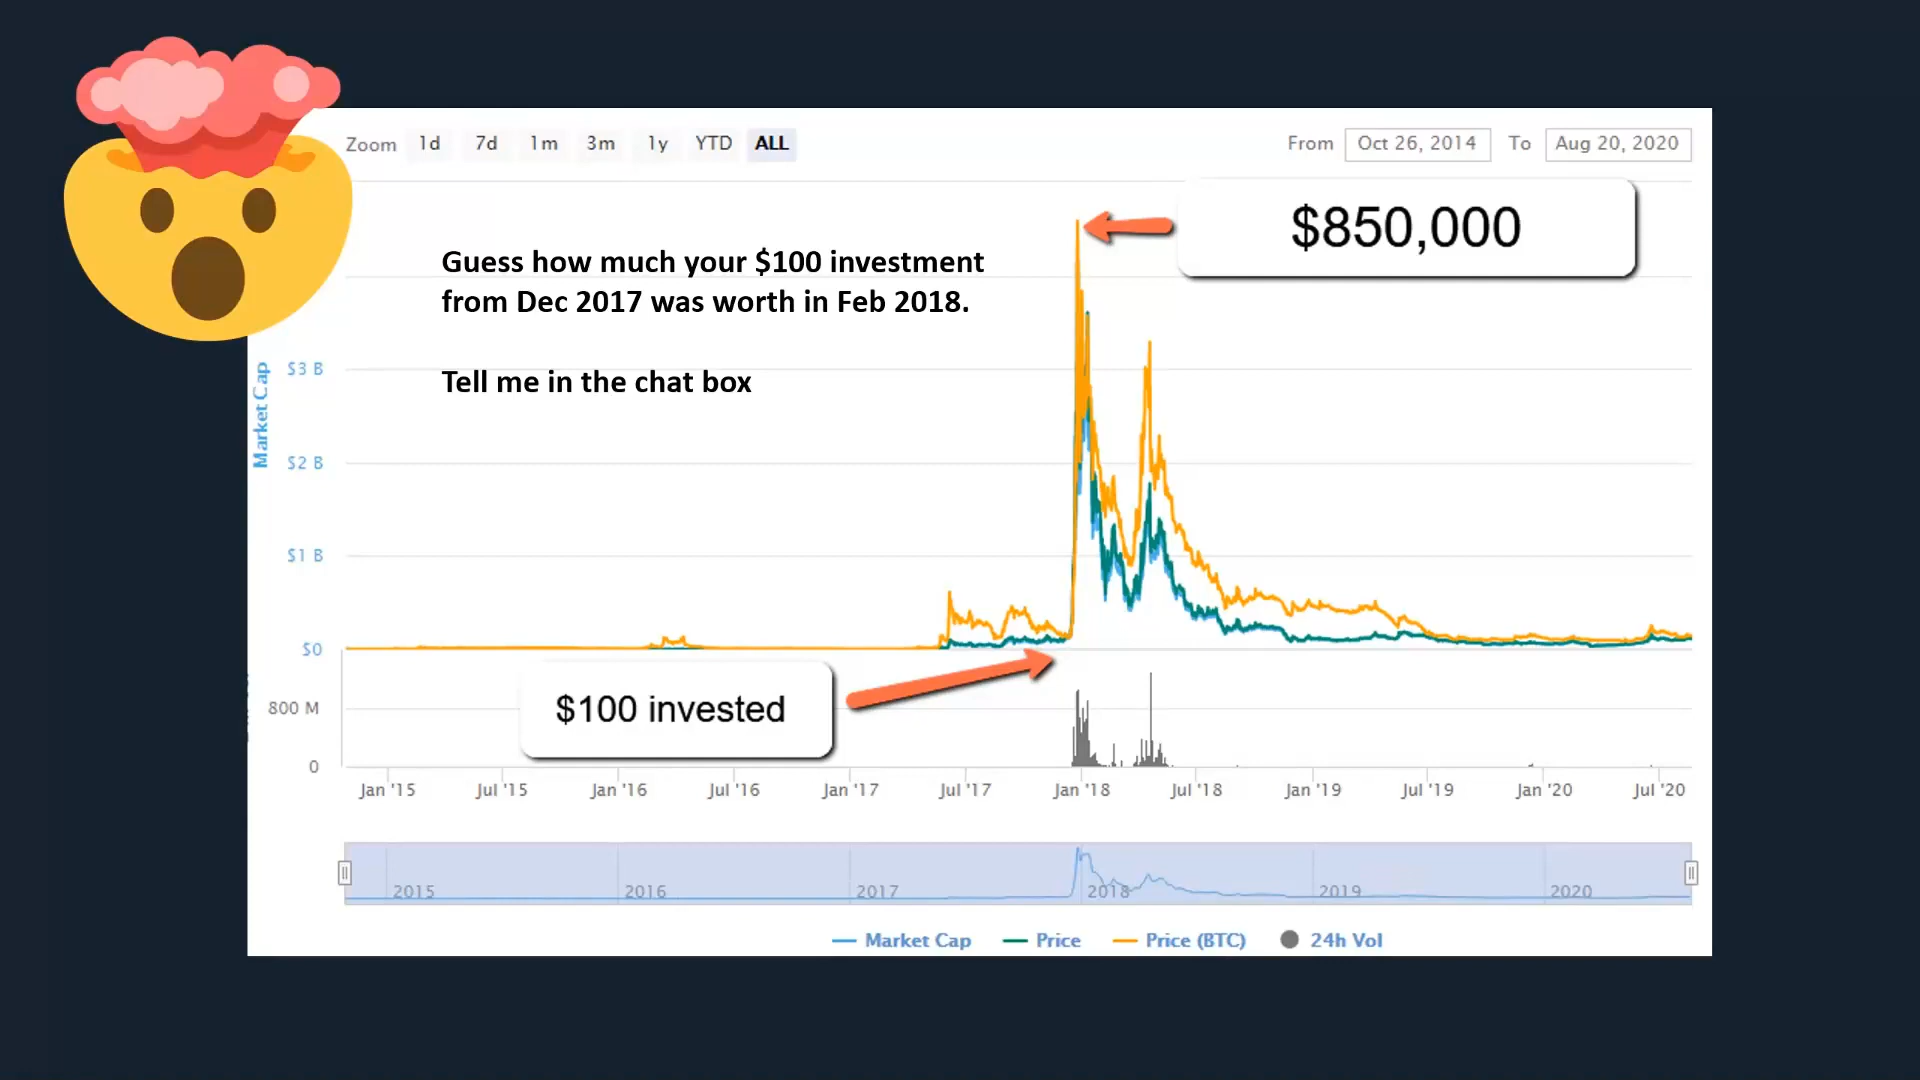 Zoom 1d 7d 1m 3m 1y YTD ALL
From Oct 26, 2014 To Aug 20, 2020
$850,000
Guess how much your $100 investment
from Dec 2017 was worth in Feb 2018.
Tell me in the chat box
Market Cap
$3 B
$2 B
$1 B
$0
$100 invested
800 M
0
Jan '15 Jul '15 Jan '16 Jul '16 Jan '17 Jul '17 Jan '18 Jul '18 Jan '19 Jul '19 Jan '20 Jul '20
2015 2016 2017 2018 2019 2020
Market Cap Price Price (BTC) 24h Vol